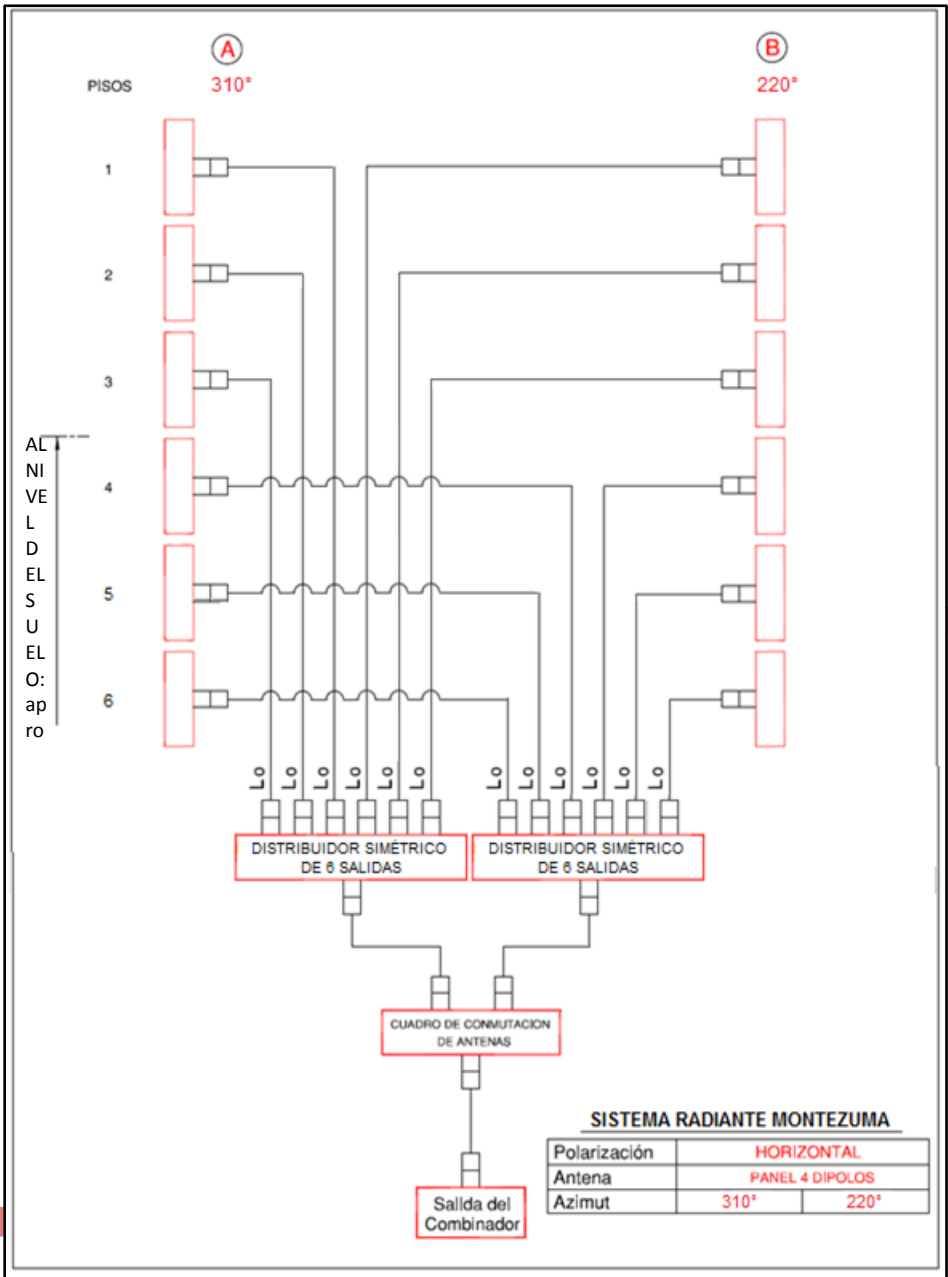 A
B
PISOS
310°
220°
1
2
3
AL
NI
VE
L
D
EL
S
U
EL
O:
ap
ro
4
5
6
Lo Lo Lo Lo Lo Lo
Lo Lo Lo Lo Lo Lo
DISTRIBUIDOR SIMÉTRICO
DE 6 SALIDAS
DISTRIBUIDOR SIMÉTRICO
DE 6 SALIDAS
CUADRO DE CONMUTACION
DE ANTENAS
SISTEMA RADIANTE MONTEZUMA
Polarización HORIZONTAL
Antena PANEL 4 DIPOLOS
Azimut 310° 220°
Salida del
Combinador